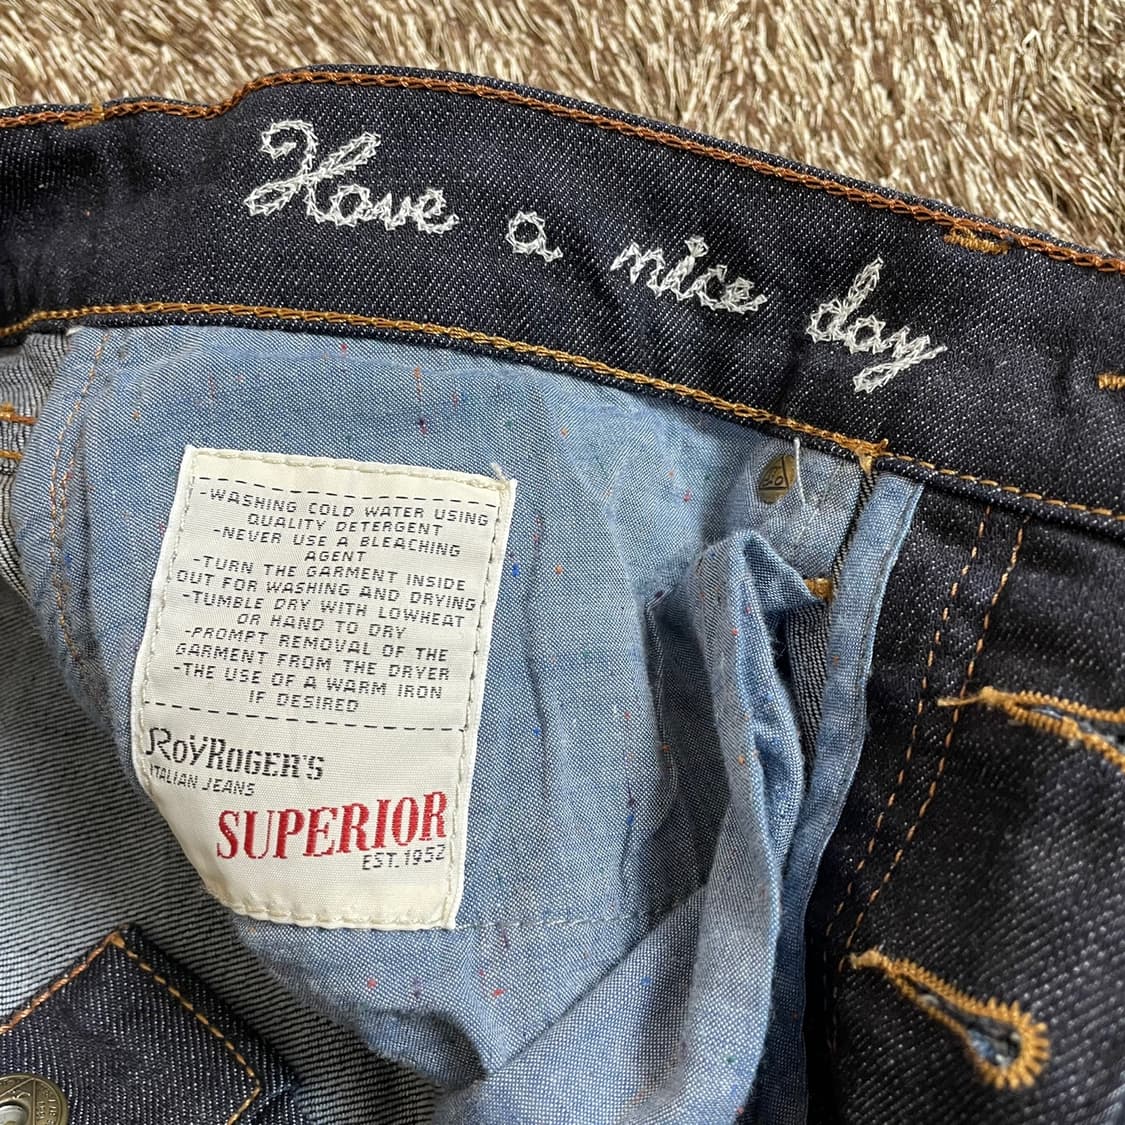 Have a nice day
-WASHING COLD WATER USING
QUALITY DETERGENT
-NEVER USE A BLEACHING
AGENT
-TURN THE GARMENT INSIDE
OUT FOR WASHING AND DRYING
-TUMBLE DRY WITH LOWHEAT
OR HAND TO DRY
-PROMPT REMOVAL OF THE
GARMENT FROM THE DRYER
-THE USE OF A WARM IRON
IF DESIRED
RoÿRoGER'S
ITALIAN JEANS
SUPERIOR
EST.1952